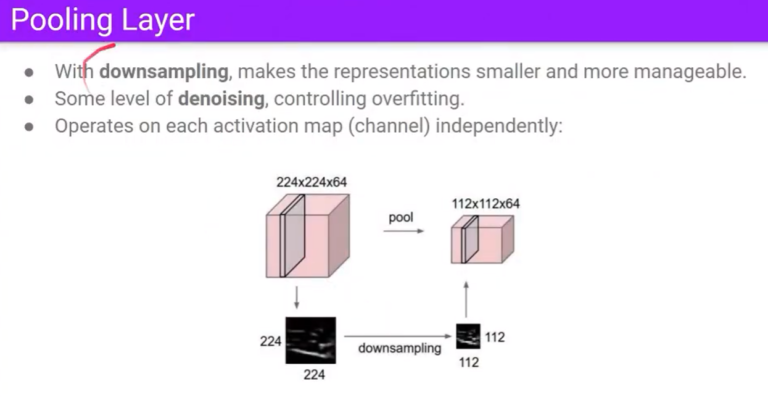 Pooling Layer
● With downsampling, makes the representations smaller and more manageable.
● Some level of denoising, controlling overfitting.
● Operates on each activation map (channel) independently:
224x224x64
112x112x64
pool
224
224
downsampling
112
112